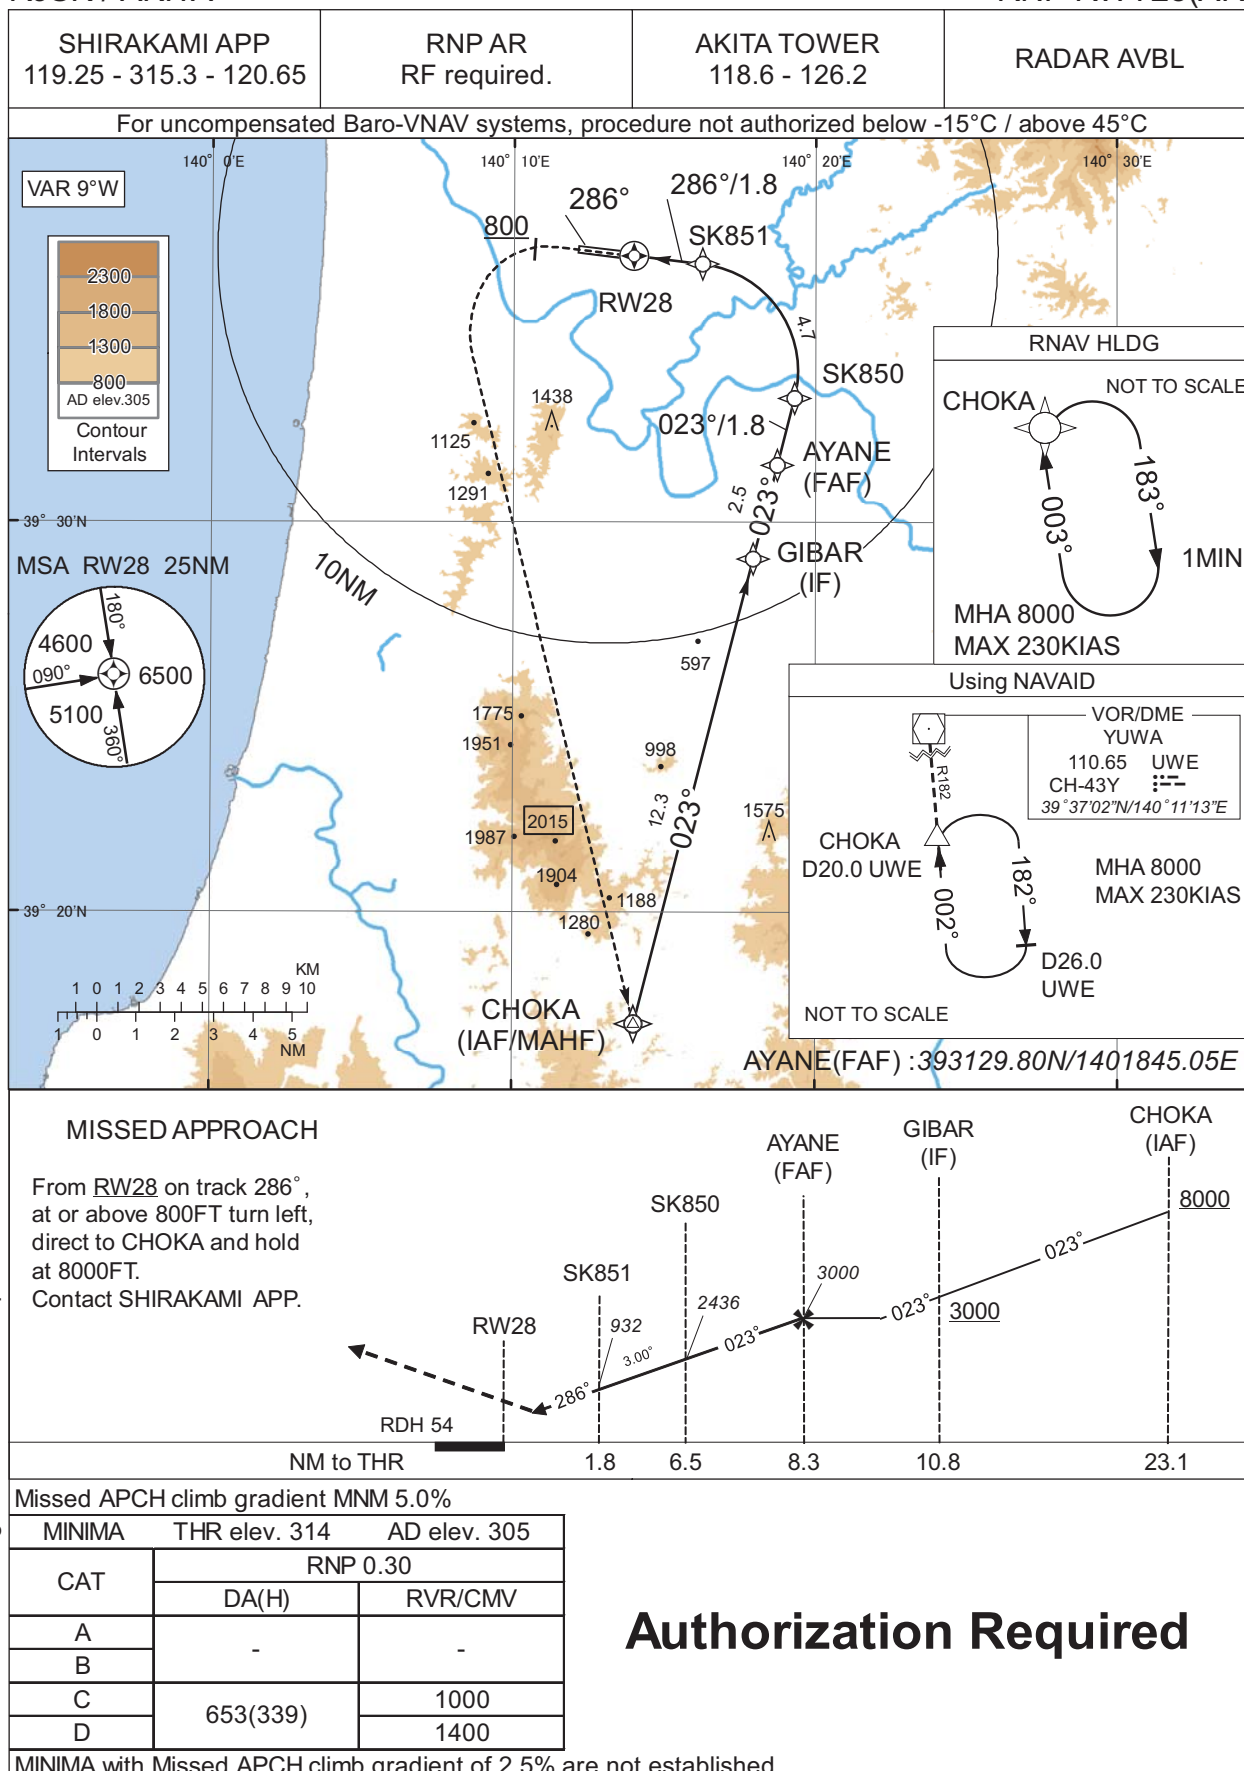 SHIRAKAMI APP
119.25 - 315.3 - 120.65
RNP AR
RF required.
AKITA TOWER
118.6 - 126.2
RADAR AVBL
For uncompensated Baro-VNAV systems, procedure not authorized below -15°C / above 45°C
140° 0'E
140° 10'E
140° 20'E
140° 30'E
VAR 9°W
2300
1800
1300
800
AD elev.305
Contour
Intervals
800
286°
286°/1.8
SK851
RW28
4.7
SK850
023°/1.8
AYANE
(FAF)
2.5
023°
GIBAR
(IF)
1438
1125
1291
39° 30'N
10NM
MSA RW28 25NM
180°
4600
090°
6500
5100
360°
597
1775
1951
998
12.3
023°
1575
1987
2015
1904
1188
1280
39° 20'N
KM
1 0 1 2 3 4 5 6 7 8 9 10
1 0 1 2 3 4 5
NM
CHOKA
(IAF/MAHF)
RNAV HLDG
NOT TO SCALE
CHOKA
183°
003°
1MIN
MHA 8000
MAX 230KIAS
Using NAVAID
VOR/DME
YUWA
110.65 UWE
CH-43Y
39°37'02"N/140°11'13"E
R182
CHOKA
D20.0 UWE
182°
002°
MHA 8000
MAX 230KIAS
D26.0
UWE
NOT TO SCALE
AYANE(FAF) :393129.80N/1401845.05E
MISSED APPROACH
From RW28 on track 286°,
at or above 800FT turn left,
direct to CHOKA and hold
at 8000FT.
Contact SHIRAKAMI APP.
CHOKA
(IAF)
GIBAR
(IF)
AYANE
(FAF)
SK850
SK851
RW28
8000
023°
3000
023°
3000
2436
023°
932
3.00°
286°
RDH 54
NM to THR
1.8
6.5
8.3
10.8
23.1
Missed APCH climb gradient MNM 5.0%
MINIMA THR elev. 314 AD elev. 305
CAT
RNP 0.30
DA(H) RVR/CMV
A
B
-
-
C
D
653(339)
1000
1400
Authorization Required
MINIMA with Missed APCH climb gradient of 2.5% are not established